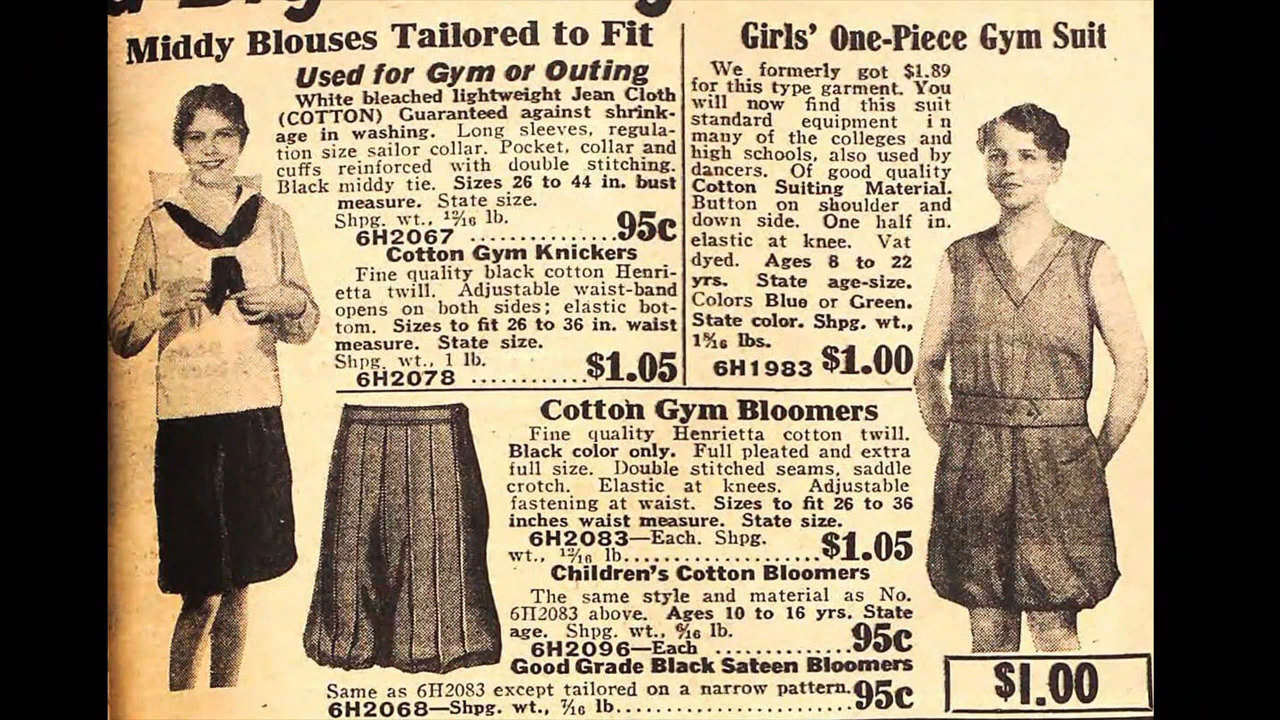 Middy Blouses Tailored to Fit
Used for Gym or Outing
White bleached lightweight Jean Cloth
(COTTON) Guaranteed against shrink-
age in washing. Long sleeves, regula-
tion size sailor collar. Pocket, collar and
cuffs reinforced with double stitching.
Black middy tie. Sizes 26 to 44 in. bust
measure. State size.
Shpg. wt., 12/16 lb.
6H2067 .............. 95c
Cotton Gym Knickers
Fine quality black cotton Henri-
etta twill. Adjustable waist-band
opens on both sides; elastic bot-
tom. Sizes to fit 26 to 36 in. waist
measure. State size.
Shpg. wt., 1 lb.
6H2078 ........... $1.05
Girls' One-Piece Gym Suit
We formerly got $1.89
for this type garment. You
will now find this suit
standard equipment in
many of the colleges and
high schools, also used by
dancers. Of good quality
Cotton Suiting Material.
Button on shoulder and
down side. One half in.
elastic at knee. Vat
dyed. Ages 8 to 22
yrs. State age-size.
Colors Blue or Green.
State color. Shpg. wt.,
lbs.
6H1983 $1.00
Cotton Gym Bloomers
Fine quality Henrietta cotton twill.
Black color only. Full pleated and extra
full size. Double stitched seams, saddle
crotch. Elastic at knees. Adjustable
fastening at waist. Sizes to fit 26 to 36
inches waist measure. State size.
6H2083—Each. Shpg.
wt., 12/16 lb.................... $1.05
Children's Cotton Bloomers
The same style and material as No.
6H2083 above. Ages 10 to 16 yrs. State
age. Shpg. wt., lb.
6H2096—Each ............ 95c
Good Grade Black Sateen Bloomers
Same as 6H2083 except tailored on a narrow pattern.
6H2068—Shpg. wt., 7/16 lb..................... 95c
$1.00